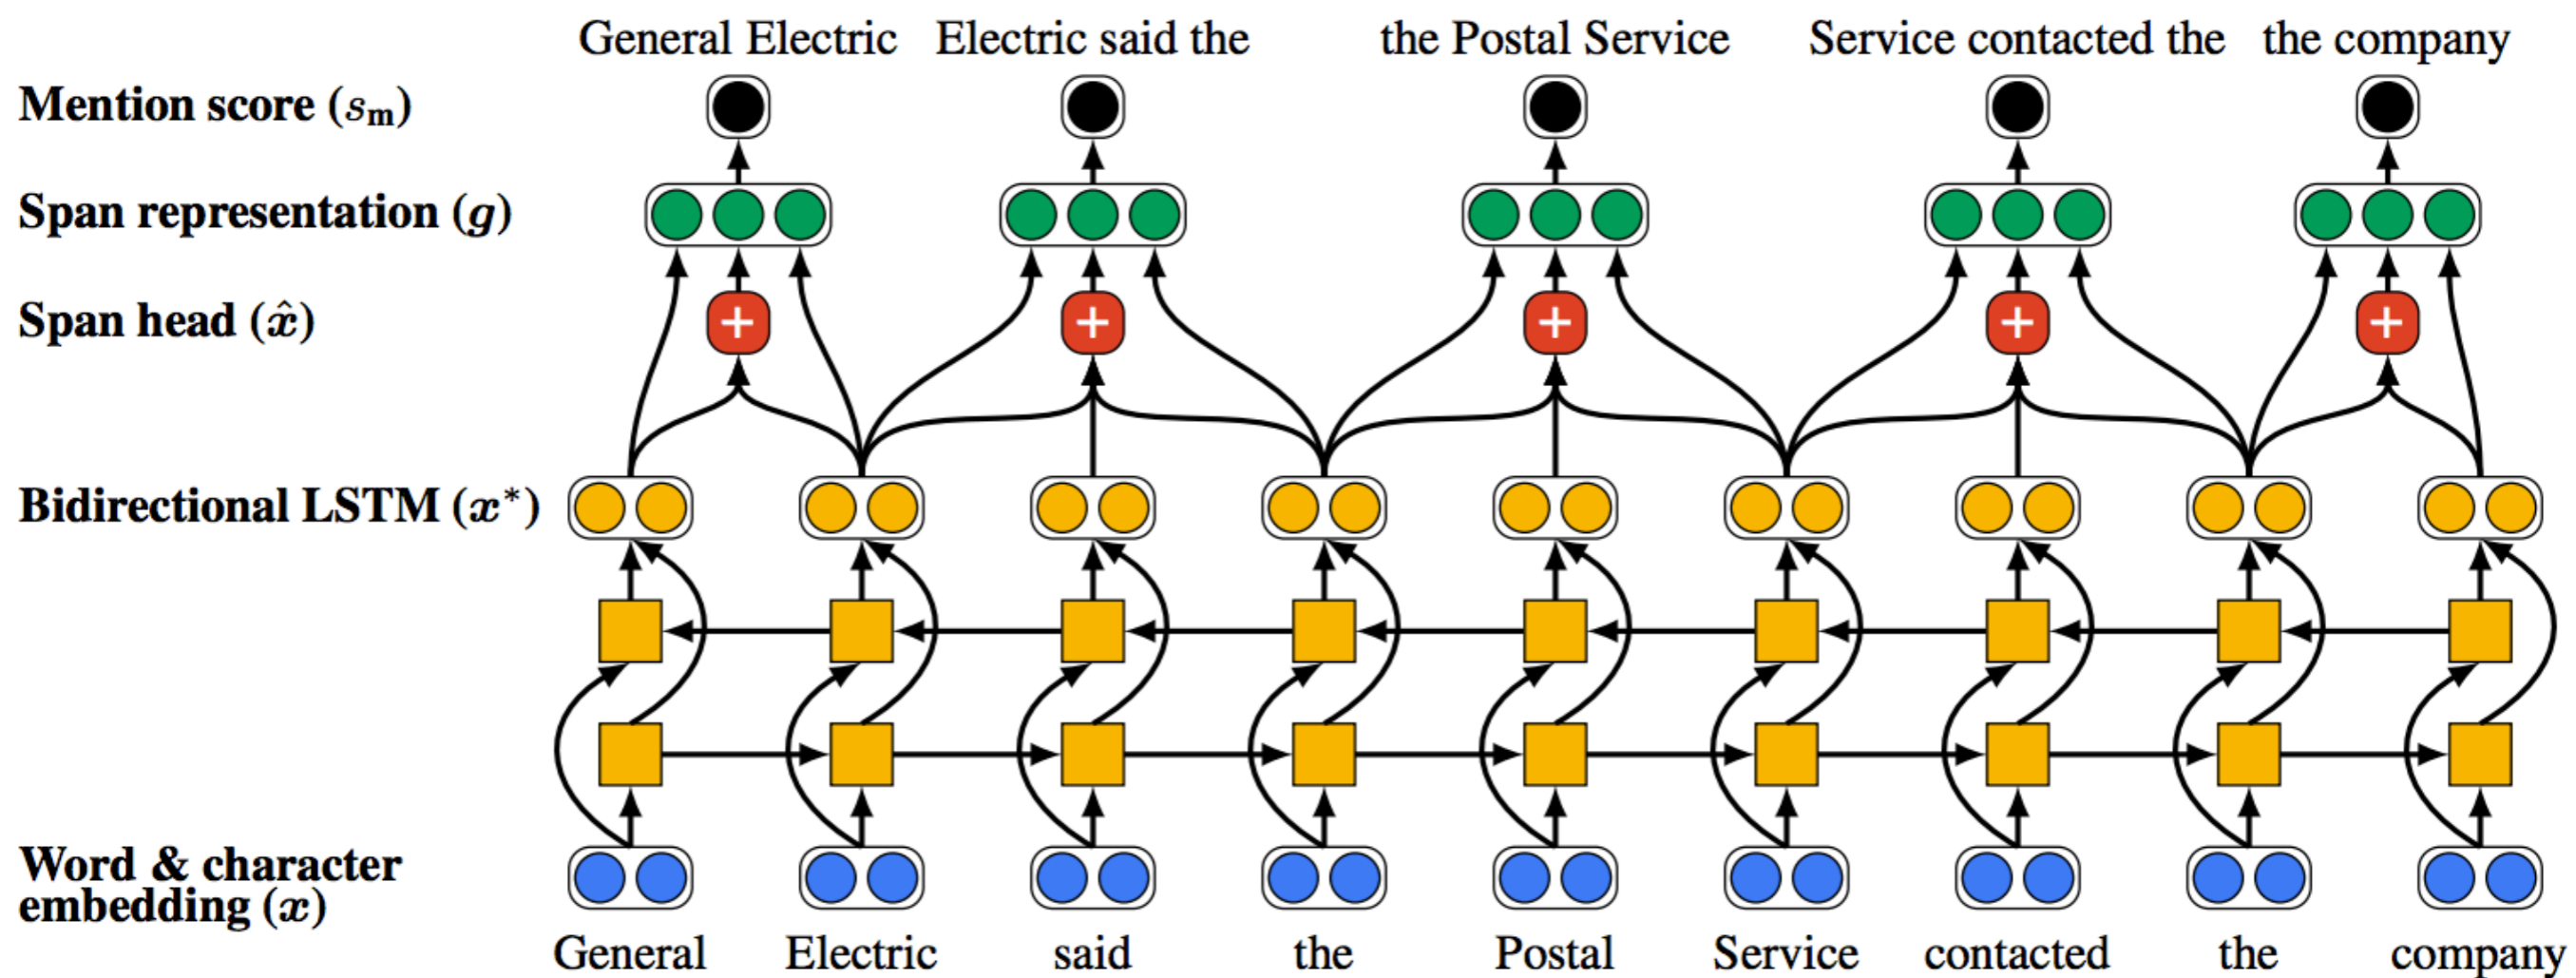 General Electric Electric said the the Postal Service Service contacted the the company
Mention score (sₘ)
Span representation (g)
+ + + + +
Span head (x̂)
Bidirectional LSTM (x*)
Word & character
embedding (x)
General Electric said the Postal Service contacted the company